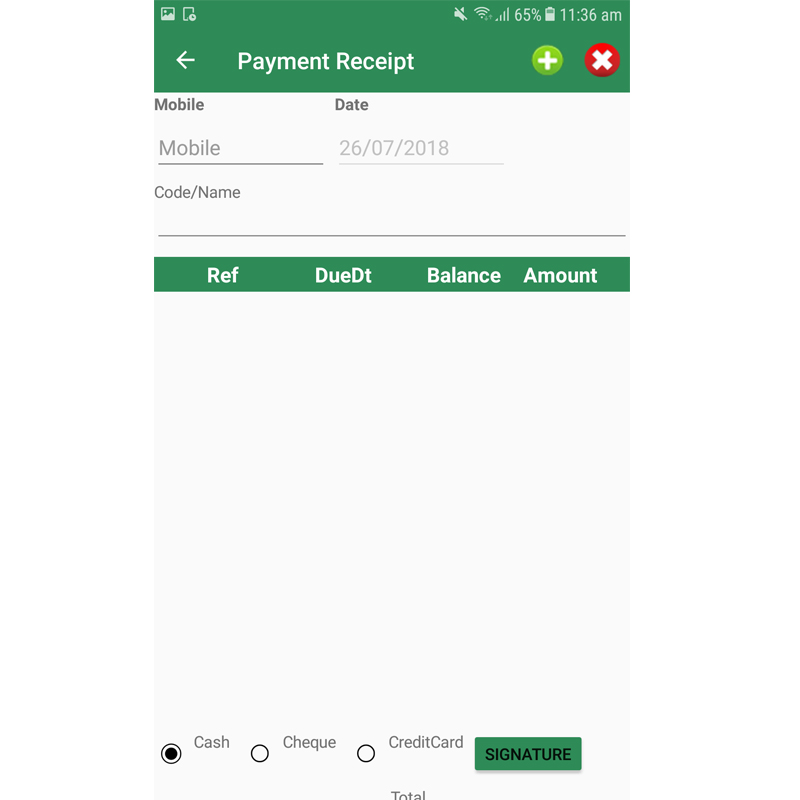 65% 11:36 am
Payment Receipt
Mobile Date
Mobile 26/07/2018
Code/Name
Ref DueDt Balance Amount
Cash Cheque CreditCard SIGNATURE
Total